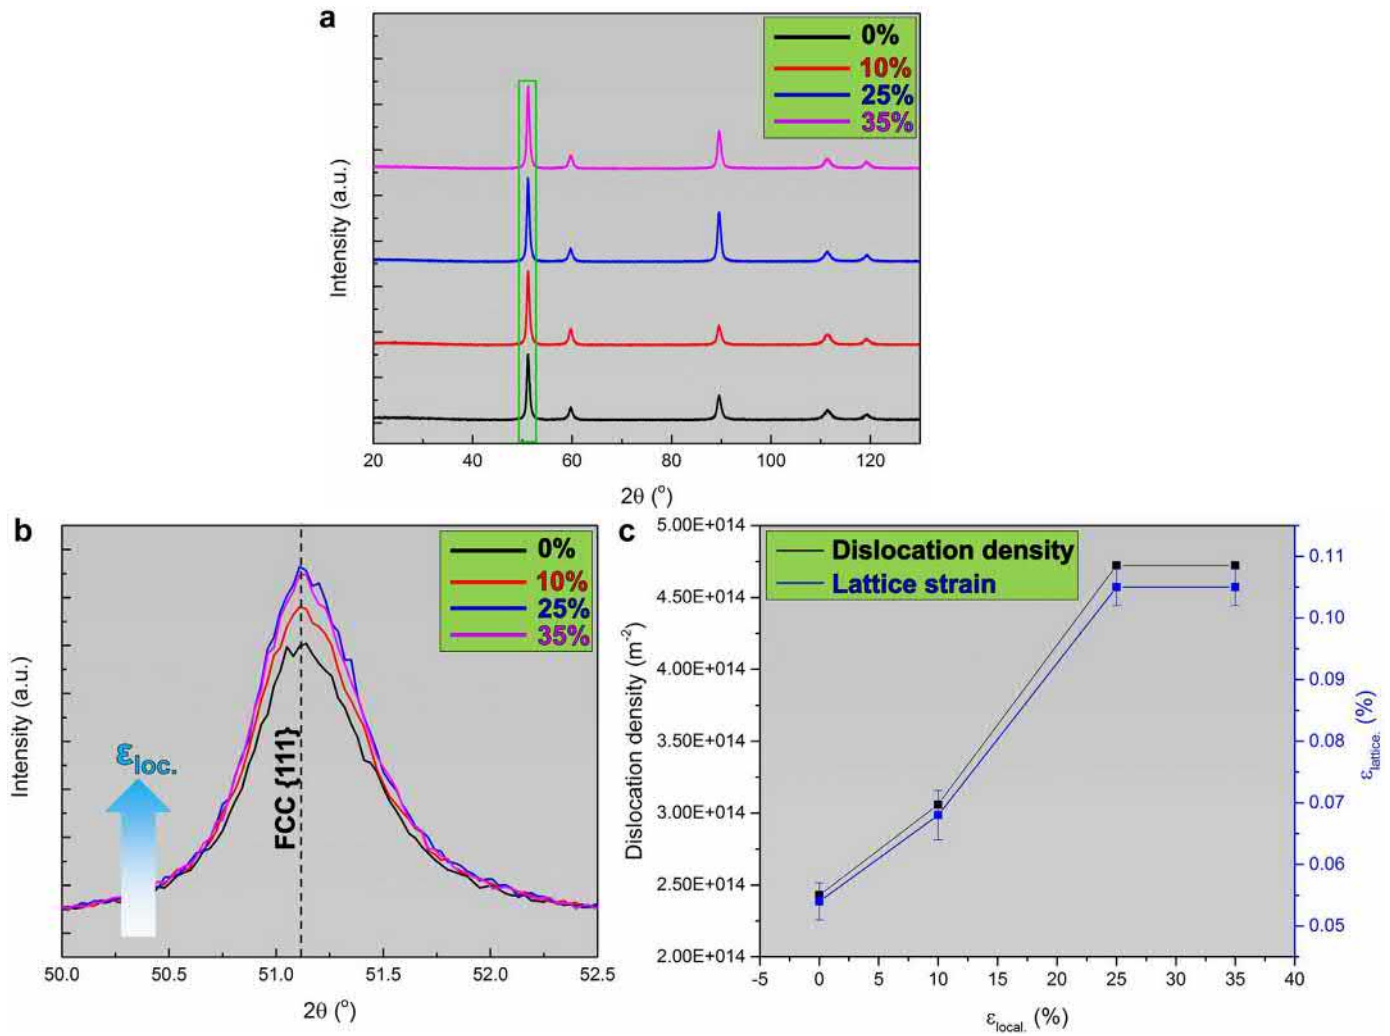 a
0%
10%
25%
35%
Intensity (a.u.)
20 40 60 80 100 120
2θ (°)
b
0%
10%
25%
35%
Intensity (a.u.)
ε loc.
FCC {111}
50.0 50.5 51.0 51.5 52.0 52.5
2θ (°)
c
Dislocation density
Lattice strain
5.00E+014
4.50E+014
4.00E+014
3.50E+014
3.00E+014
2.50E+014
2.00E+014
Dislocation density (m⁻²)
0.11
0.10
0.09
0.08
0.07
0.06
0.05
ε lattice. (%)
-5 0 5 10 15 20 25 30 35 40
ε local. (%)